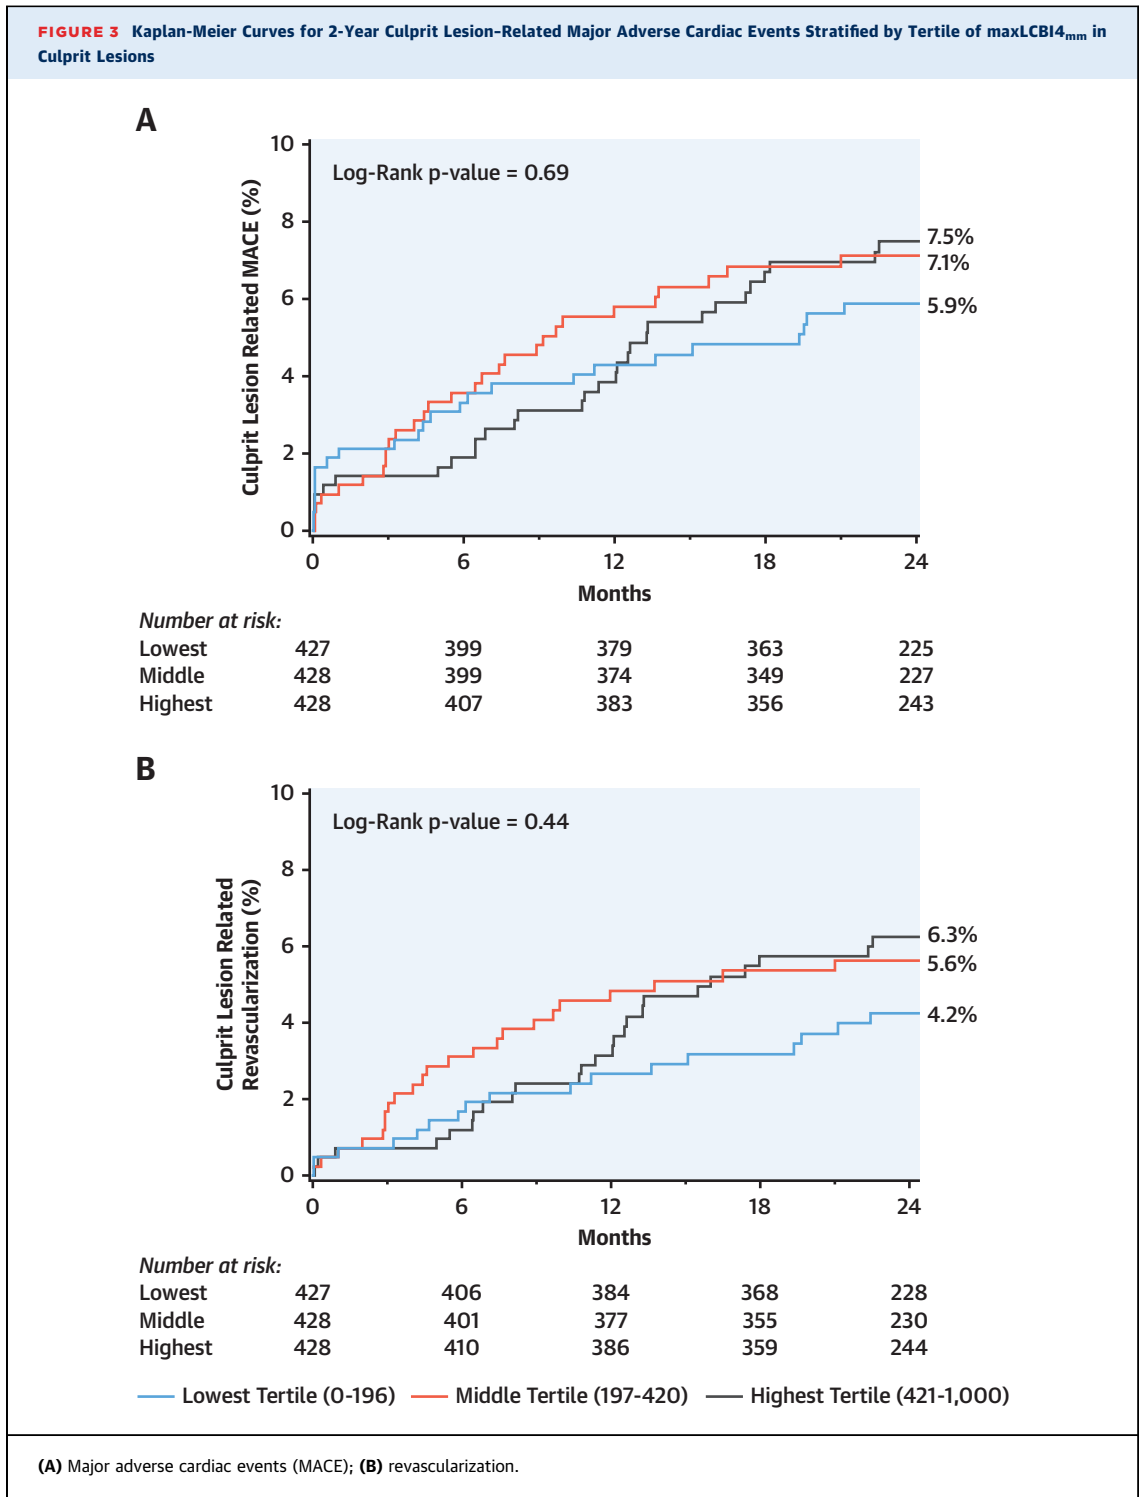 FIGURE 3 Kaplan-Meier Curves for 2-Year Culprit Lesion–Related Major Adverse Cardiac Events Stratified by Tertile of maxLCBI4mm in
Culprit Lesions
A
Culprit Lesion Related MACE (%)
10
8
6
4
2
0
Log-Rank p-value = 0.69
7.5%
7.1%
5.9%
0 6 12 18 24
Months
Number at risk:
Lowest 427 399 379 363 225
Middle 428 399 374 349 227
Highest 428 407 383 356 243
B
Culprit Lesion Related
Revascularization (%)
10
8
6
4
2
0
Log-Rank p-value = 0.44
6.3%
5.6%
4.2%
0 6 12 18 24
Months
Number at risk:
Lowest 427 406 384 368 228
Middle 428 401 377 355 230
Highest 428 410 386 359 244
Lowest Tertile (0-196) Middle Tertile (197-420) Highest Tertile (421-1,000)
(A) Major adverse cardiac events (MACE); (B) revascularization.